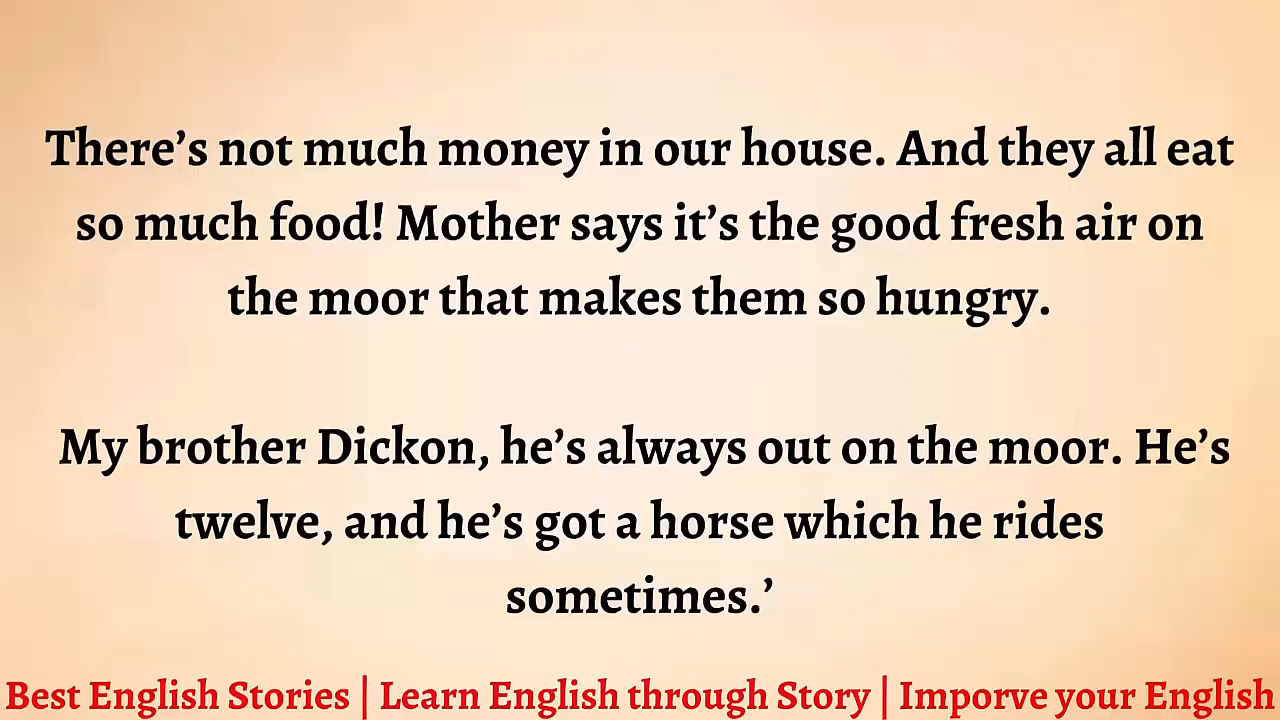 There’s not much money in our house. And they all eat
so much food! Mother says it’s the good fresh air on
the moor that makes them so hungry.
My brother Dickon, he’s always out on the moor. He’s
twelve, and he’s got a horse which he rides
sometimes.’
Best English Stories | Learn English through Story | Imporve your English